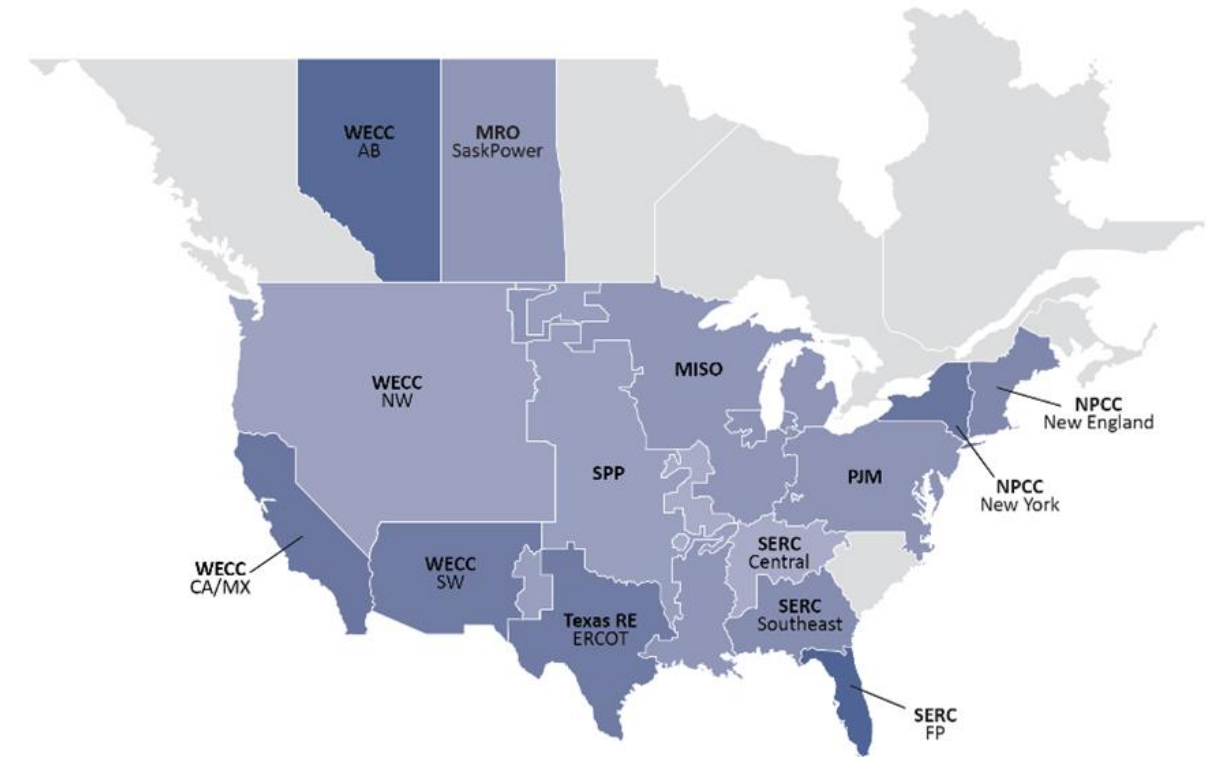 WECC
AB
MRO
SaskPower
WECC
NW
MISO
NPCC
New England
SPP
PJM
NPCC
New York
WECC
CA/MX
WECC
SW
SERC
Central
Texas RE
ERCOT
SERC
Southeast
SERC
FP